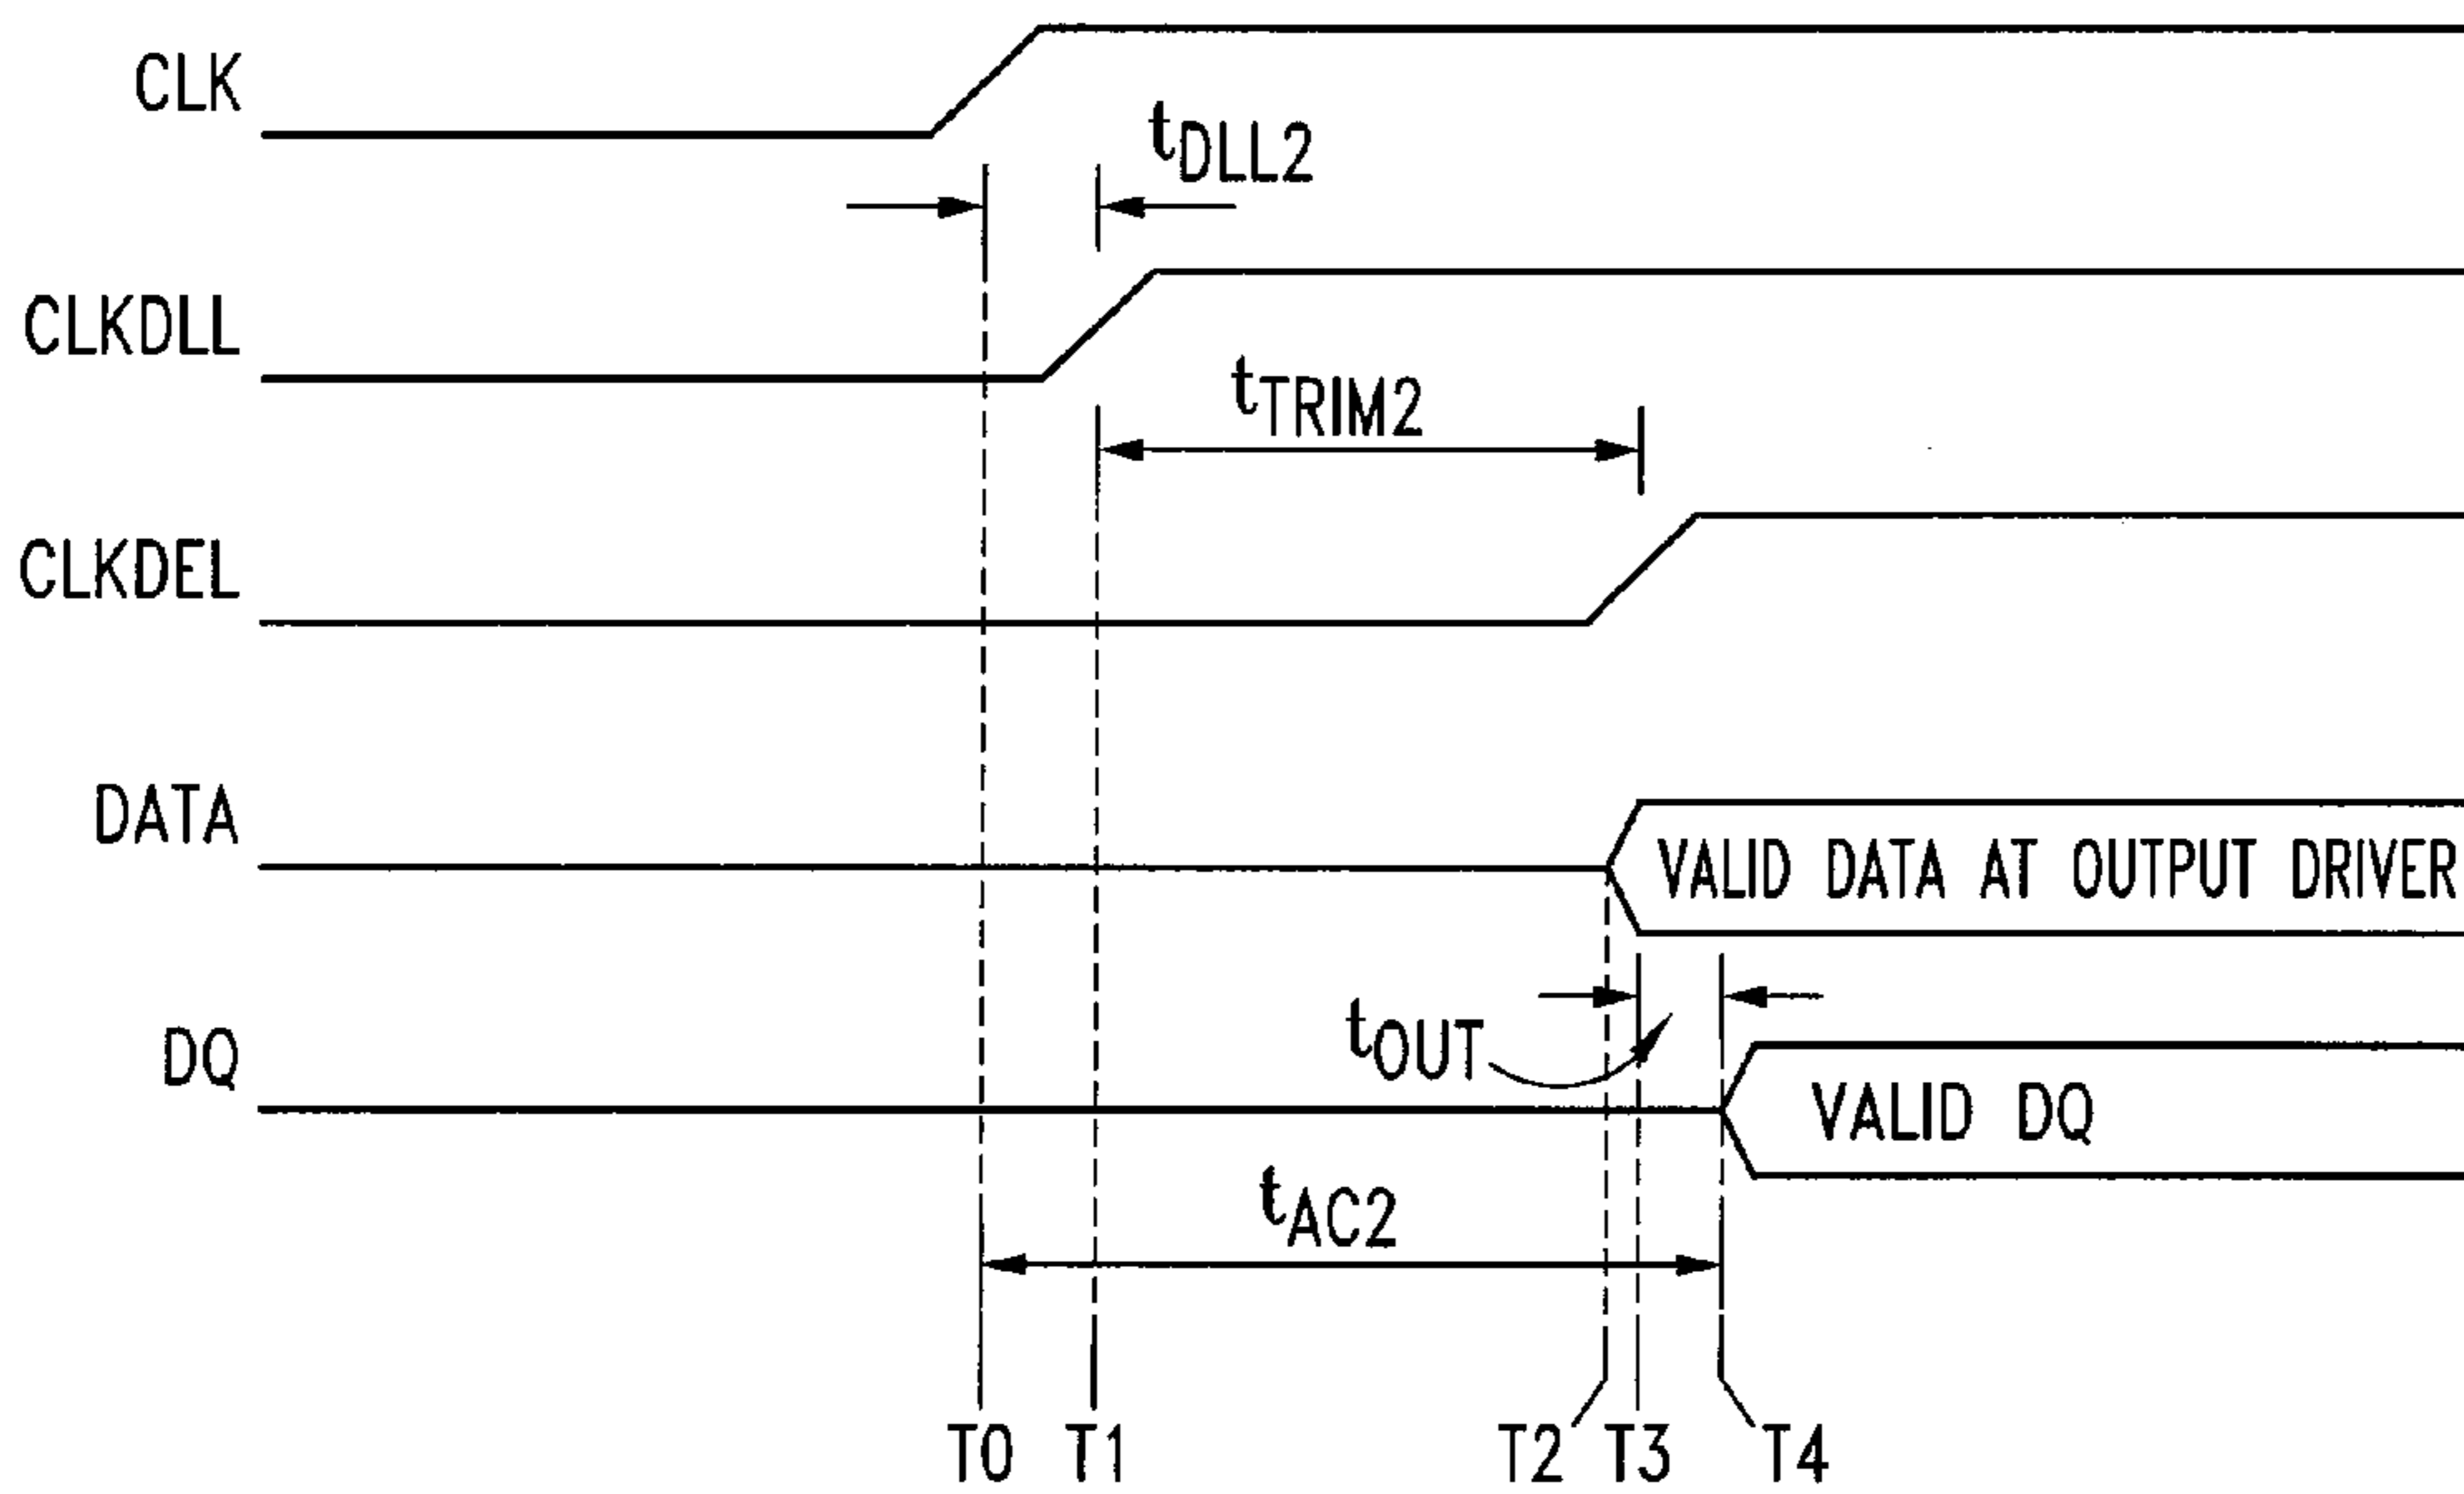 CLK
tDLL2
CLKDLL
tTRIM2
CLKDEL
DATA
VALID DATA AT OUTPUT DRIVER
tOUT
DQ
VALID DQ
tAC2
T0 T1 T2 T3 T4